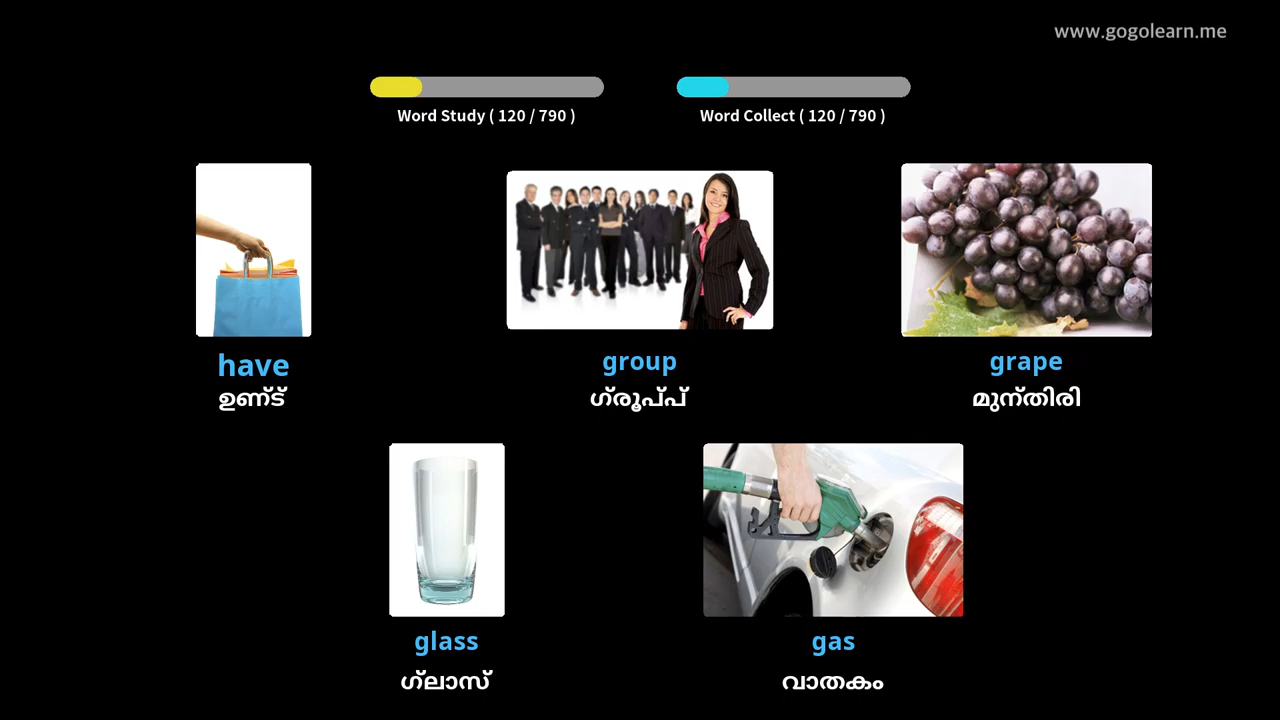 www.gogolearn.me
Word Study ( 120 / 790 )
Word Collect ( 120 / 790 )
have
ഉണ്ട്
group
ഗ്രൂപ്പ്
grape
മുന്തിരി
glass
ഗ്ലാസ്
gas
വാതകം